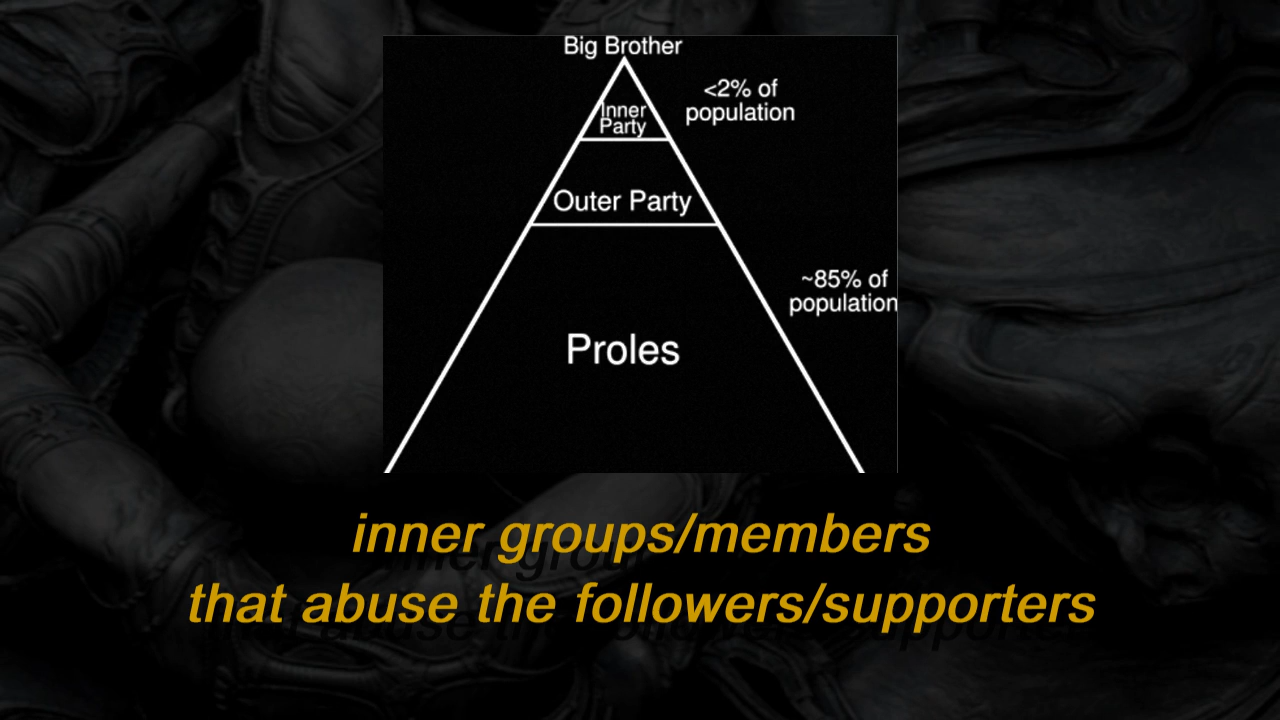 Big Brother
<2% of
population
Inner
Party
Outer Party
~85% of
population
Proles
inner groups/members
that abuse the followers/supporters